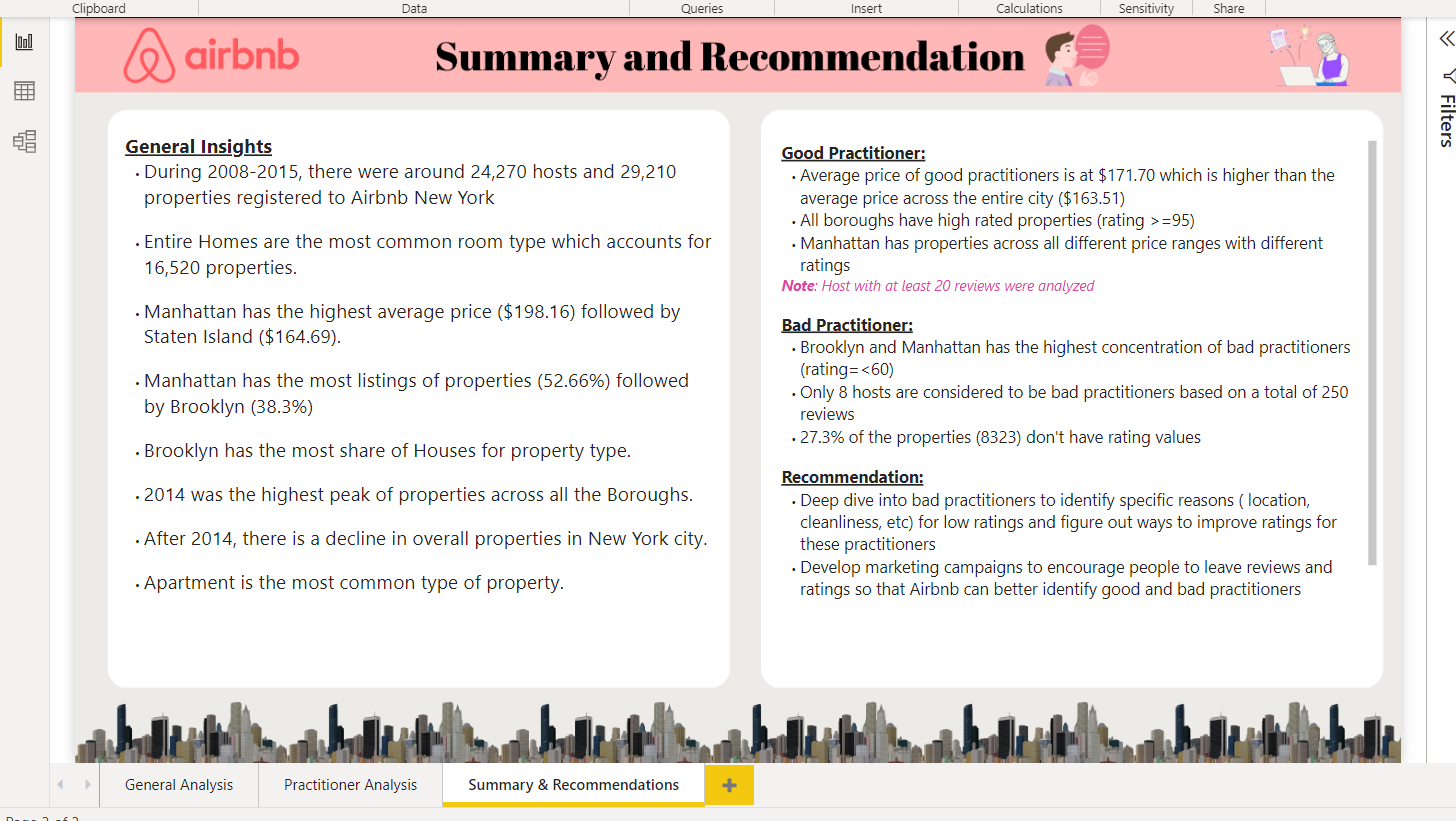 Clipboard
Data
Queries
Insert
Calculations
Sensitivity
Share
airbnb
Summary and Recommendation
Filters
General Insights
• During 2008-2015, there were around 24,270 hosts and 29,210
properties registered to Airbnb New York
• Entire Homes are the most common room type which accounts for
16,520 properties.
• Manhattan has the highest average price ($198.16) followed by
Staten Island ($164.69).
• Manhattan has the most listings of properties (52.66%) followed
by Brooklyn (38.3%)
• Brooklyn has the most share of Houses for property type.
• 2014 was the highest peak of properties across all the Boroughs.
• After 2014, there is a decline in overall properties in New York city.
• Apartment is the most common type of property.
Good Practitioner:
• Average price of good practitioners is at $171.70 which is higher than the
average price across the entire city ($163.51)
• All boroughs have high rated properties (rating >=95)
• Manhattan has properties across all different price ranges with different
ratings
Note: Host with at least 20 reviews were analyzed
Bad Practitioner:
• Brooklyn and Manhattan has the highest concentration of bad practitioners
(rating=<60)
• Only 8 hosts are considered to be bad practitioners based on a total of 250
reviews
• 27.3% of the properties (8323) don't have rating values
Recommendation:
• Deep dive into bad practitioners to identify specific reasons ( location,
cleanliness, etc) for low ratings and figure out ways to improve ratings for
these practitioners
• Develop marketing campaigns to encourage people to leave reviews and
ratings so that Airbnb can better identify good and bad practitioners
General Analysis
Practitioner Analysis
Summary & Recommendations